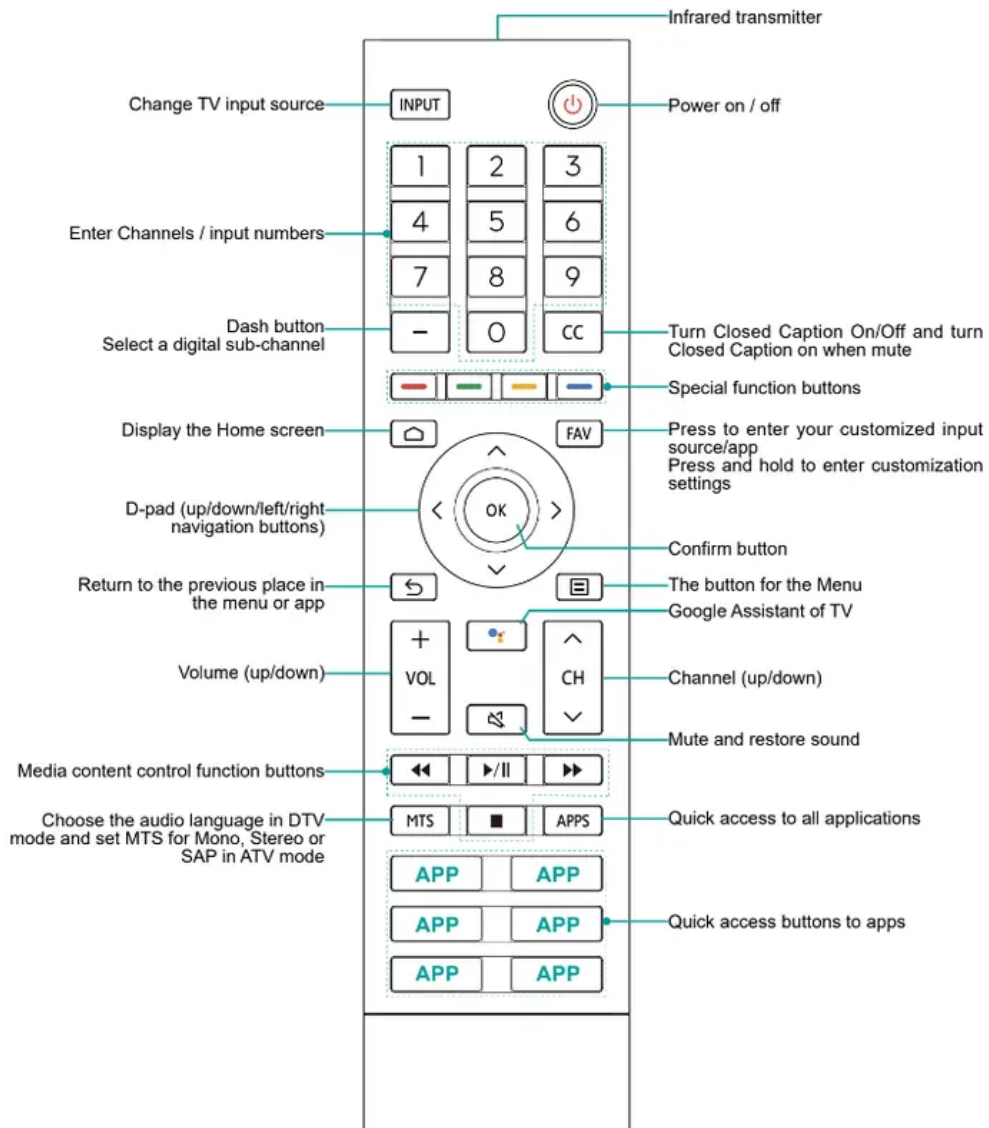 Infrared transmitter
Change TV input source
INPUT
Power on / off
1 2 3
4 5 6
Enter Channels / input numbers
7 8 9
Dash button
Select a digital sub-channel
– 0 CC
Turn Closed Caption On/Off and turn
Closed Caption on when mute
Special function buttons
Display the Home screen
FAV
Press to enter your customized input
source/app
Press and hold to enter customization
settings
D-pad (up/down/left/right
navigation buttons)
OK
Confirm button
Return to the previous place in
the menu or app
The button for the Menu
Google Assistant of TV
Volume (up/down)
+
VOL
–
CH
Channel (up/down)
Mute and restore sound
Media content control function buttons
Choose the audio language in DTV
mode and set MTS for Mono, Stereo or
SAP in ATV mode
MTS
APPS
Quick access to all applications
APP APP
APP APP
Quick access buttons to apps
APP APP